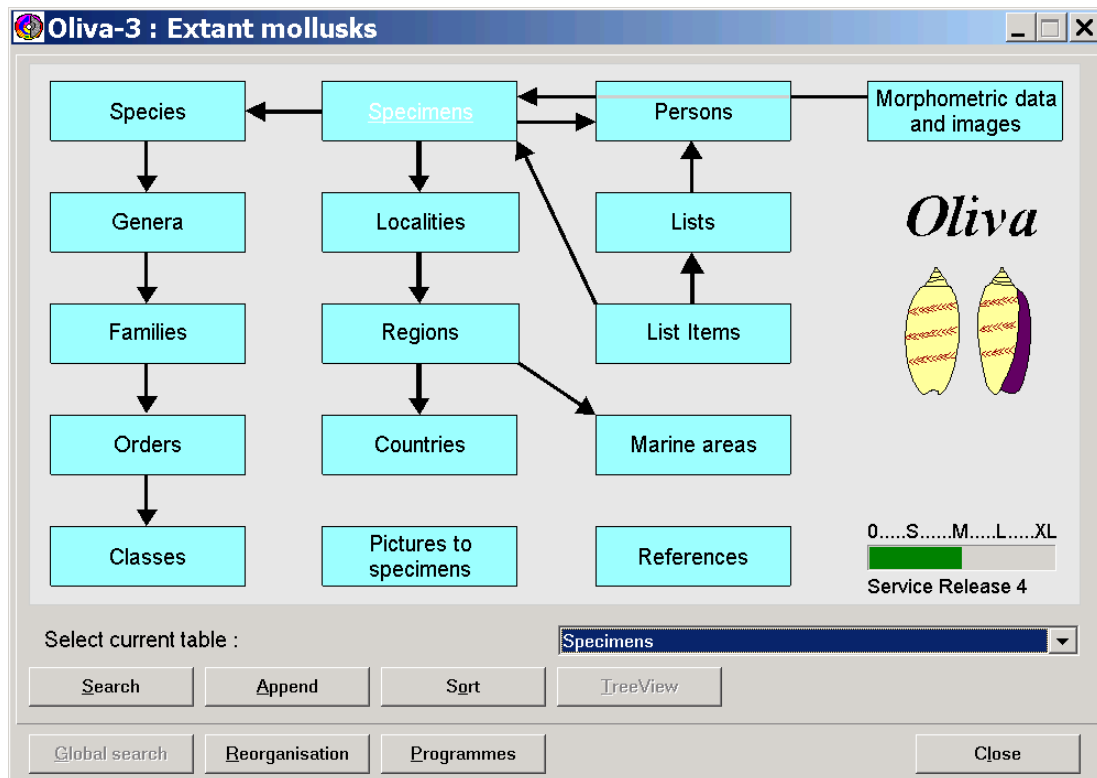 Oliva-3 : Extant mollusks
Species
Specimens
Persons
Morphometric data
and images
Genera
Localities
Lists
Oliva
Families
Regions
List Items
Orders
Countries
Marine areas
Classes
Pictures to
specimens
References
0.....S......M.....L.....XL
Service Release 4
Select current table :
Specimens
Search
Append
Sort
TreeView
Global search
Reorganisation
Programmes
Close